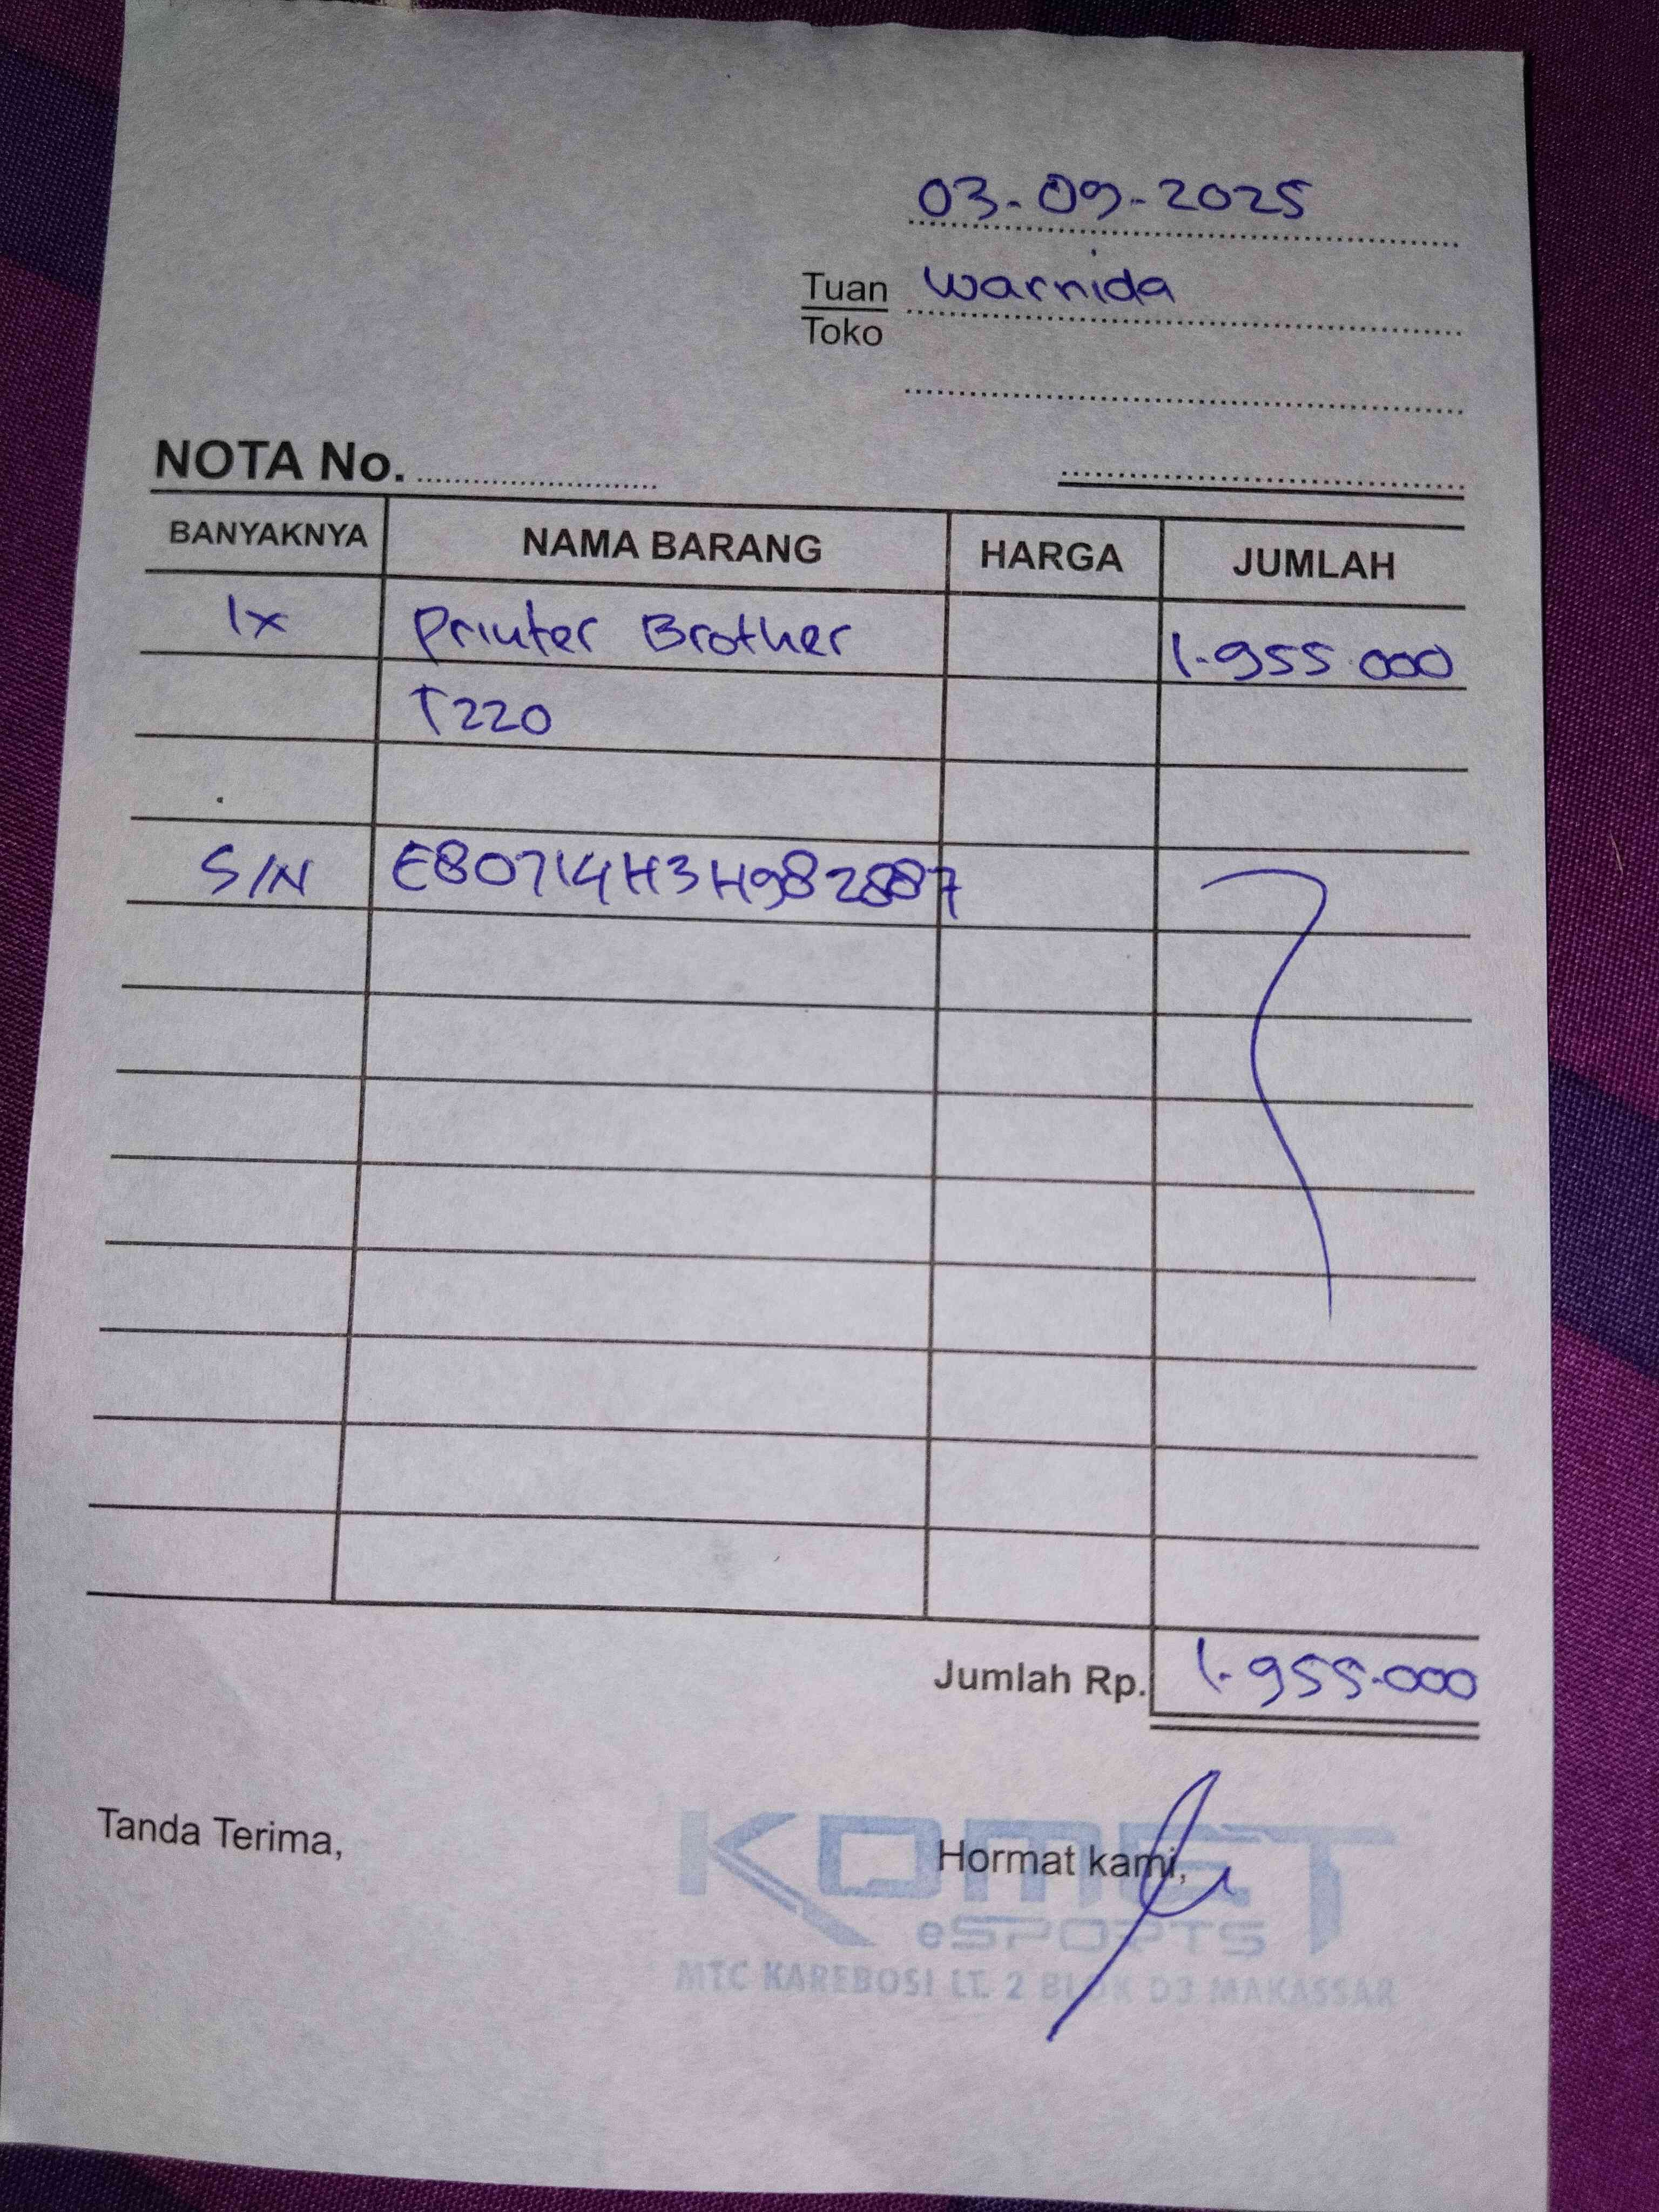 03-09-2025
Tuan Warnida
Toko
NOTA No.
BANYAKNYA NAMA BARANG HARGA JUMLAH
1x Printer Brother 1.955.000
T220
S/N E80714H3H982887
Jumlah Rp. 1.955.000
Tanda Terima, Hormat kami,
KOMET
eSPORTS
MTC KAREBOSI LT. 2 BLOK D3 MAKASSAR